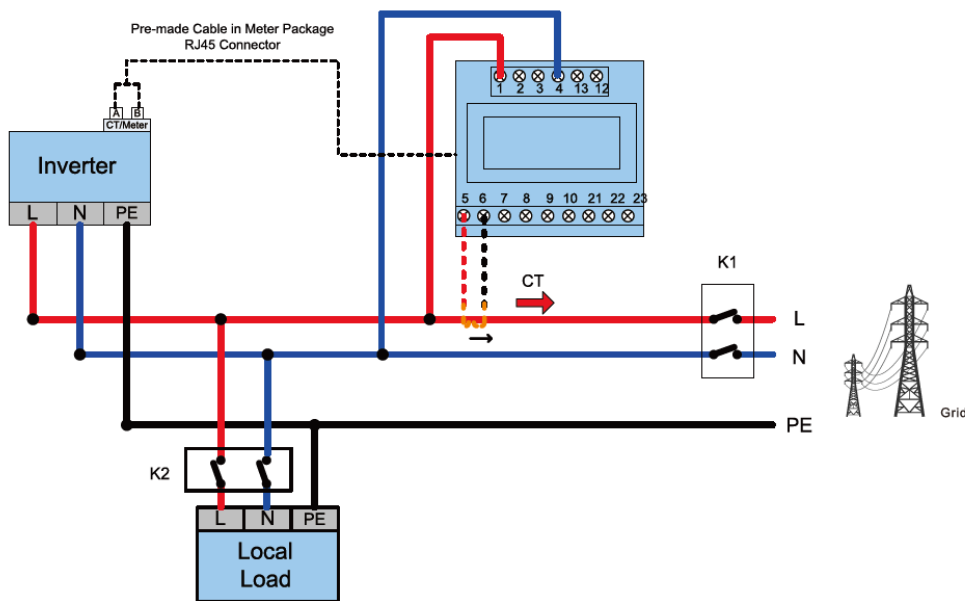 Pre-made Cable in Meter Package
RJ45 Connector
1 2 3 4 13 12
A B
CT/Meter
Inverter
L N PE
5 6 7 8 9 10 21 22 23
CT
K1
L
N
Grid
PE
K2
L N PE
Local
Load